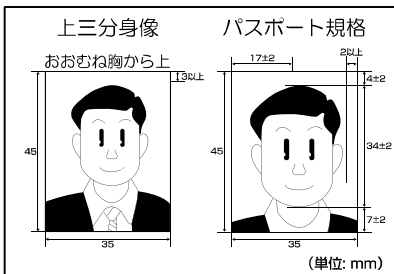 上三分身像
おおむね胸から上
3以上
45
35
パスポート規格
17±2
2以上
4±2
45
34±2
7±2
35
(単位: mm)